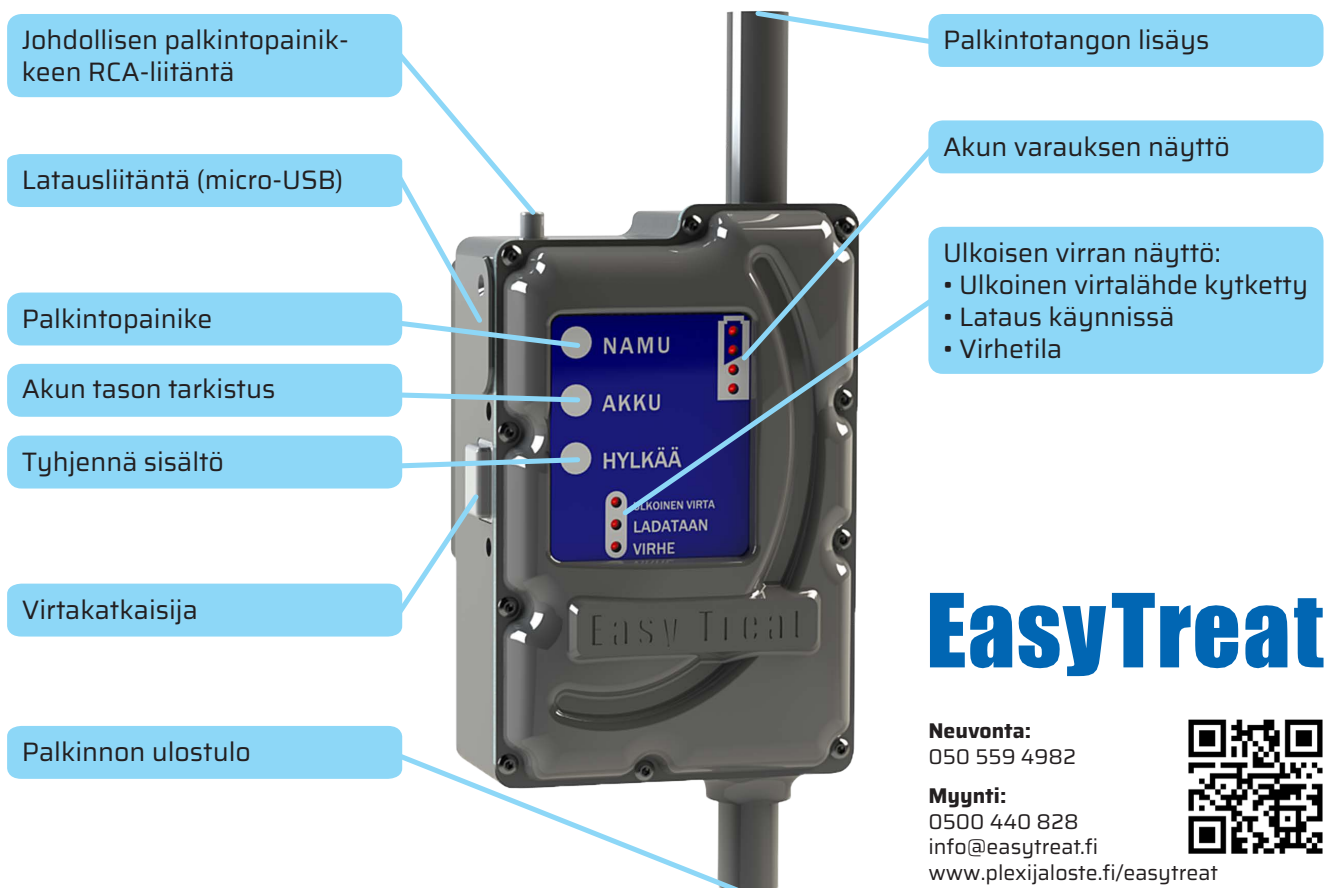 Johdollisen palkintopainik-
keen RCA-liitäntä
Latausliitäntä (micro-USB)
Palkintopainike
Akun tason tarkistus
Tyhjennä sisältö
Virtakatkaisija
Palkinnon ulostulo
NAMU
AKKU
HYLKÄÄ
ULKOINEN VIRTA
LADATAAN
VIRHE
Easy Treat
Palkintotangon lisäys
Akun varauksen näyttö
Ulkoisen virran näyttö:
• Ulkoinen virtalähde kytketty
• Lataus käynnissä
• Virhetila
EasyTreat
Neuvonta:
050 559 4982
Myynti:
0500 440 828
info@easytreat.fi
www.plexijaloste.fi/easytreat